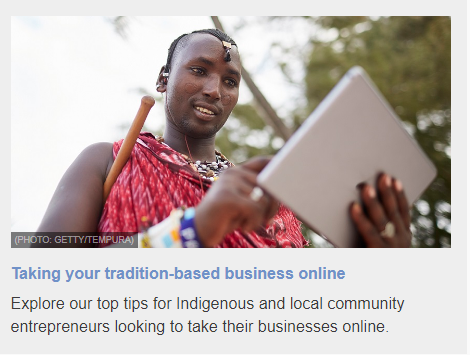 (PHOTO: GETTY/TEMPURA)
Taking your tradition-based business online
Explore our top tips for Indigenous and local community
entrepreneurs looking to take their businesses online.